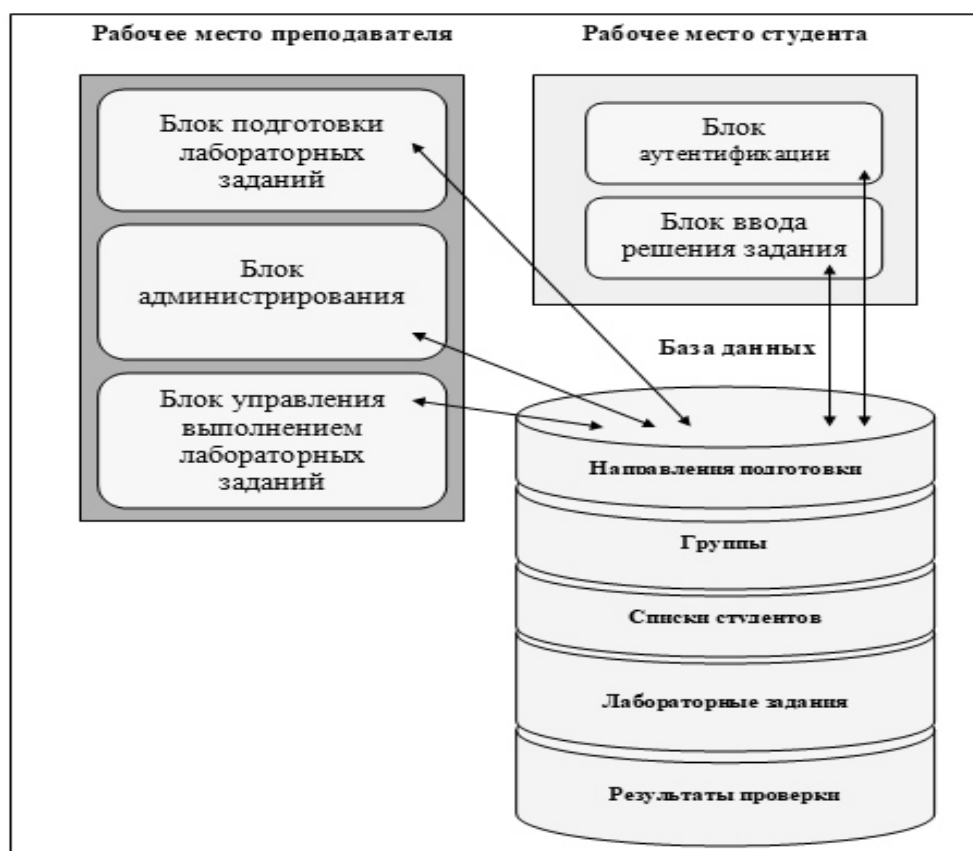 Рабочее место преподавателя
Блок подготовки
лабораторных
заданий
Блок
администрирования
Блок управления
выполнением
лабораторных
заданий
Рабочее место студента
Блок
аутентификации
Блок ввода
решения задания
База данных
Направления подготовки
Группы
Списки студентов
Лабораторные задания
Результаты проверки